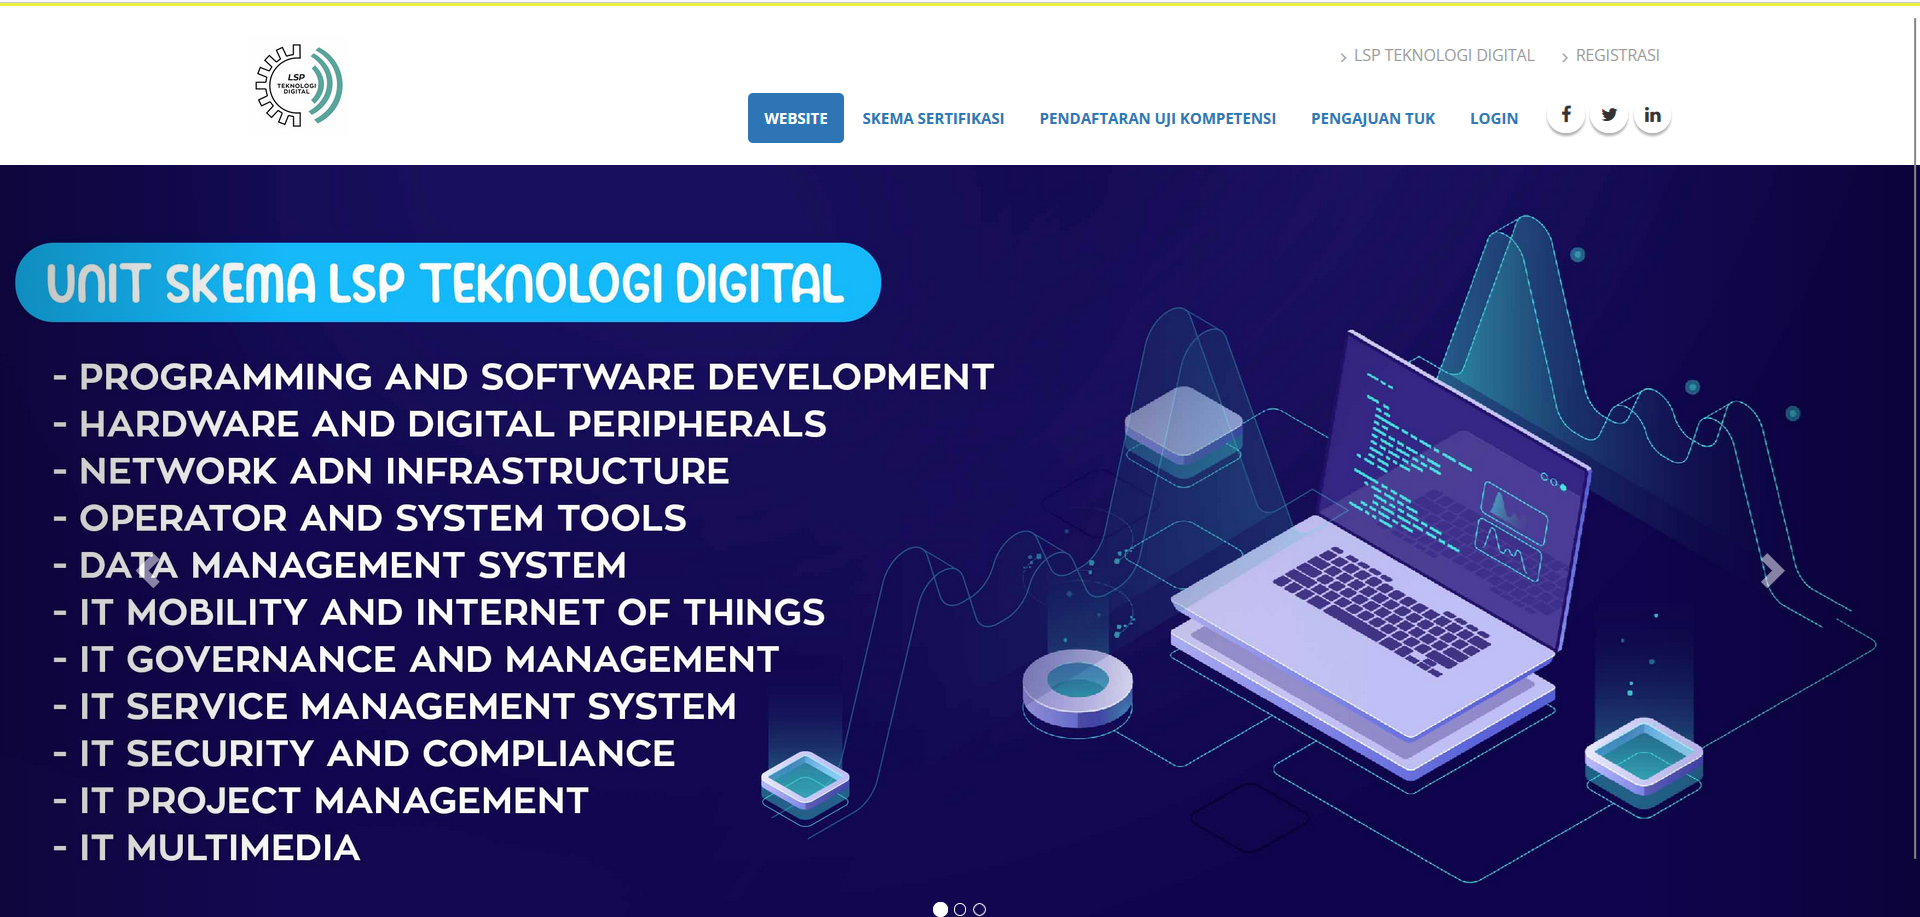 LSP
TEKNOLOGI
DIGITAL
LSP TEKNOLOGI DIGITAL
REGISTRASI
WEBSITE
SKEMA SERTIFIKASI
PENDAFTARAN UJI KOMPETENSI
PENGAJUAN TUK
LOGIN
UNIT SKEMA LSP TEKNOLOGI DIGITAL
- PROGRAMMING AND SOFTWARE DEVELOPMENT
- HARDWARE AND DIGITAL PERIPHERALS
- NETWORK ADN INFRASTRUCTURE
- OPERATOR AND SYSTEM TOOLS
- DATA MANAGEMENT SYSTEM
- IT MOBILITY AND INTERNET OF THINGS
- IT GOVERNANCE AND MANAGEMENT
- IT SERVICE MANAGEMENT SYSTEM
- IT SECURITY AND COMPLIANCE
- IT PROJECT MANAGEMENT
- IT MULTIMEDIA